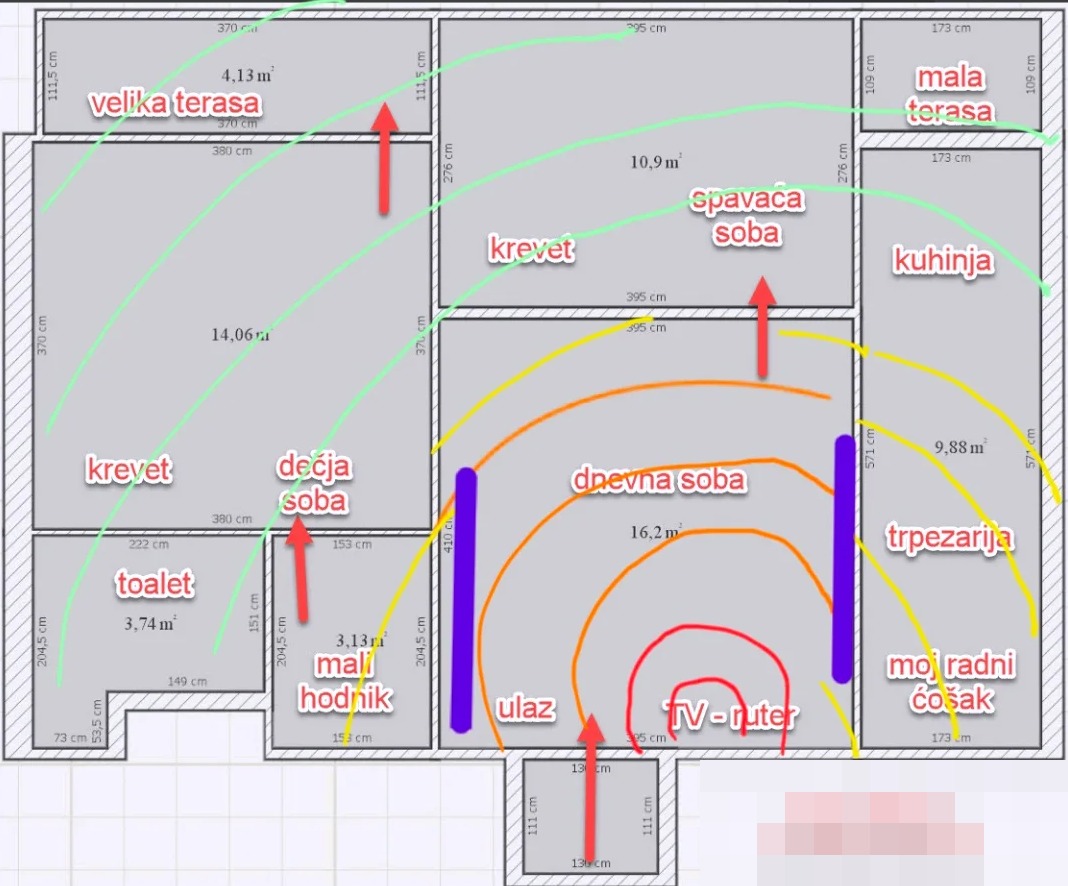 370 cm
395 cm
173 cm
111,5 cm
4,13 m²
111,5 cm
109 cm
mala
terasa
109 cm
velika terasa
370 cm
380 cm
173 cm
276 cm
10,9 m²
276 cm
spavaća
soba
krevet
kuhinja
395 cm
370 cm
14,06 m
370 cm
395 cm
571 cm
9,88 m²
571 cm
krevet
dečja
soba
dnevna soba
380 cm
410 c
16,2 m²
trpezarija
222 cm
153 cm
toalet
3,74 m²
151 cm
204,5 cm
204,5 cm
3,13 m²
204,5 cm
mali
hodnik
moj radni
ćošak
149 cm
ulaz
TV - ruter
53,5 cm
73 cm
153 cm
395 cm
173 cm
130 cm
111 cm
111 cm
130 cm